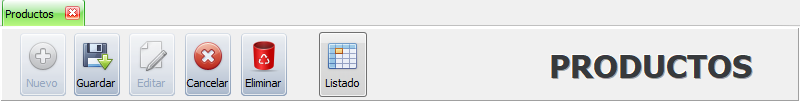 Productos
Nuevo Guardar Editar Cancelar Eliminar Listado
PRODUCTOS